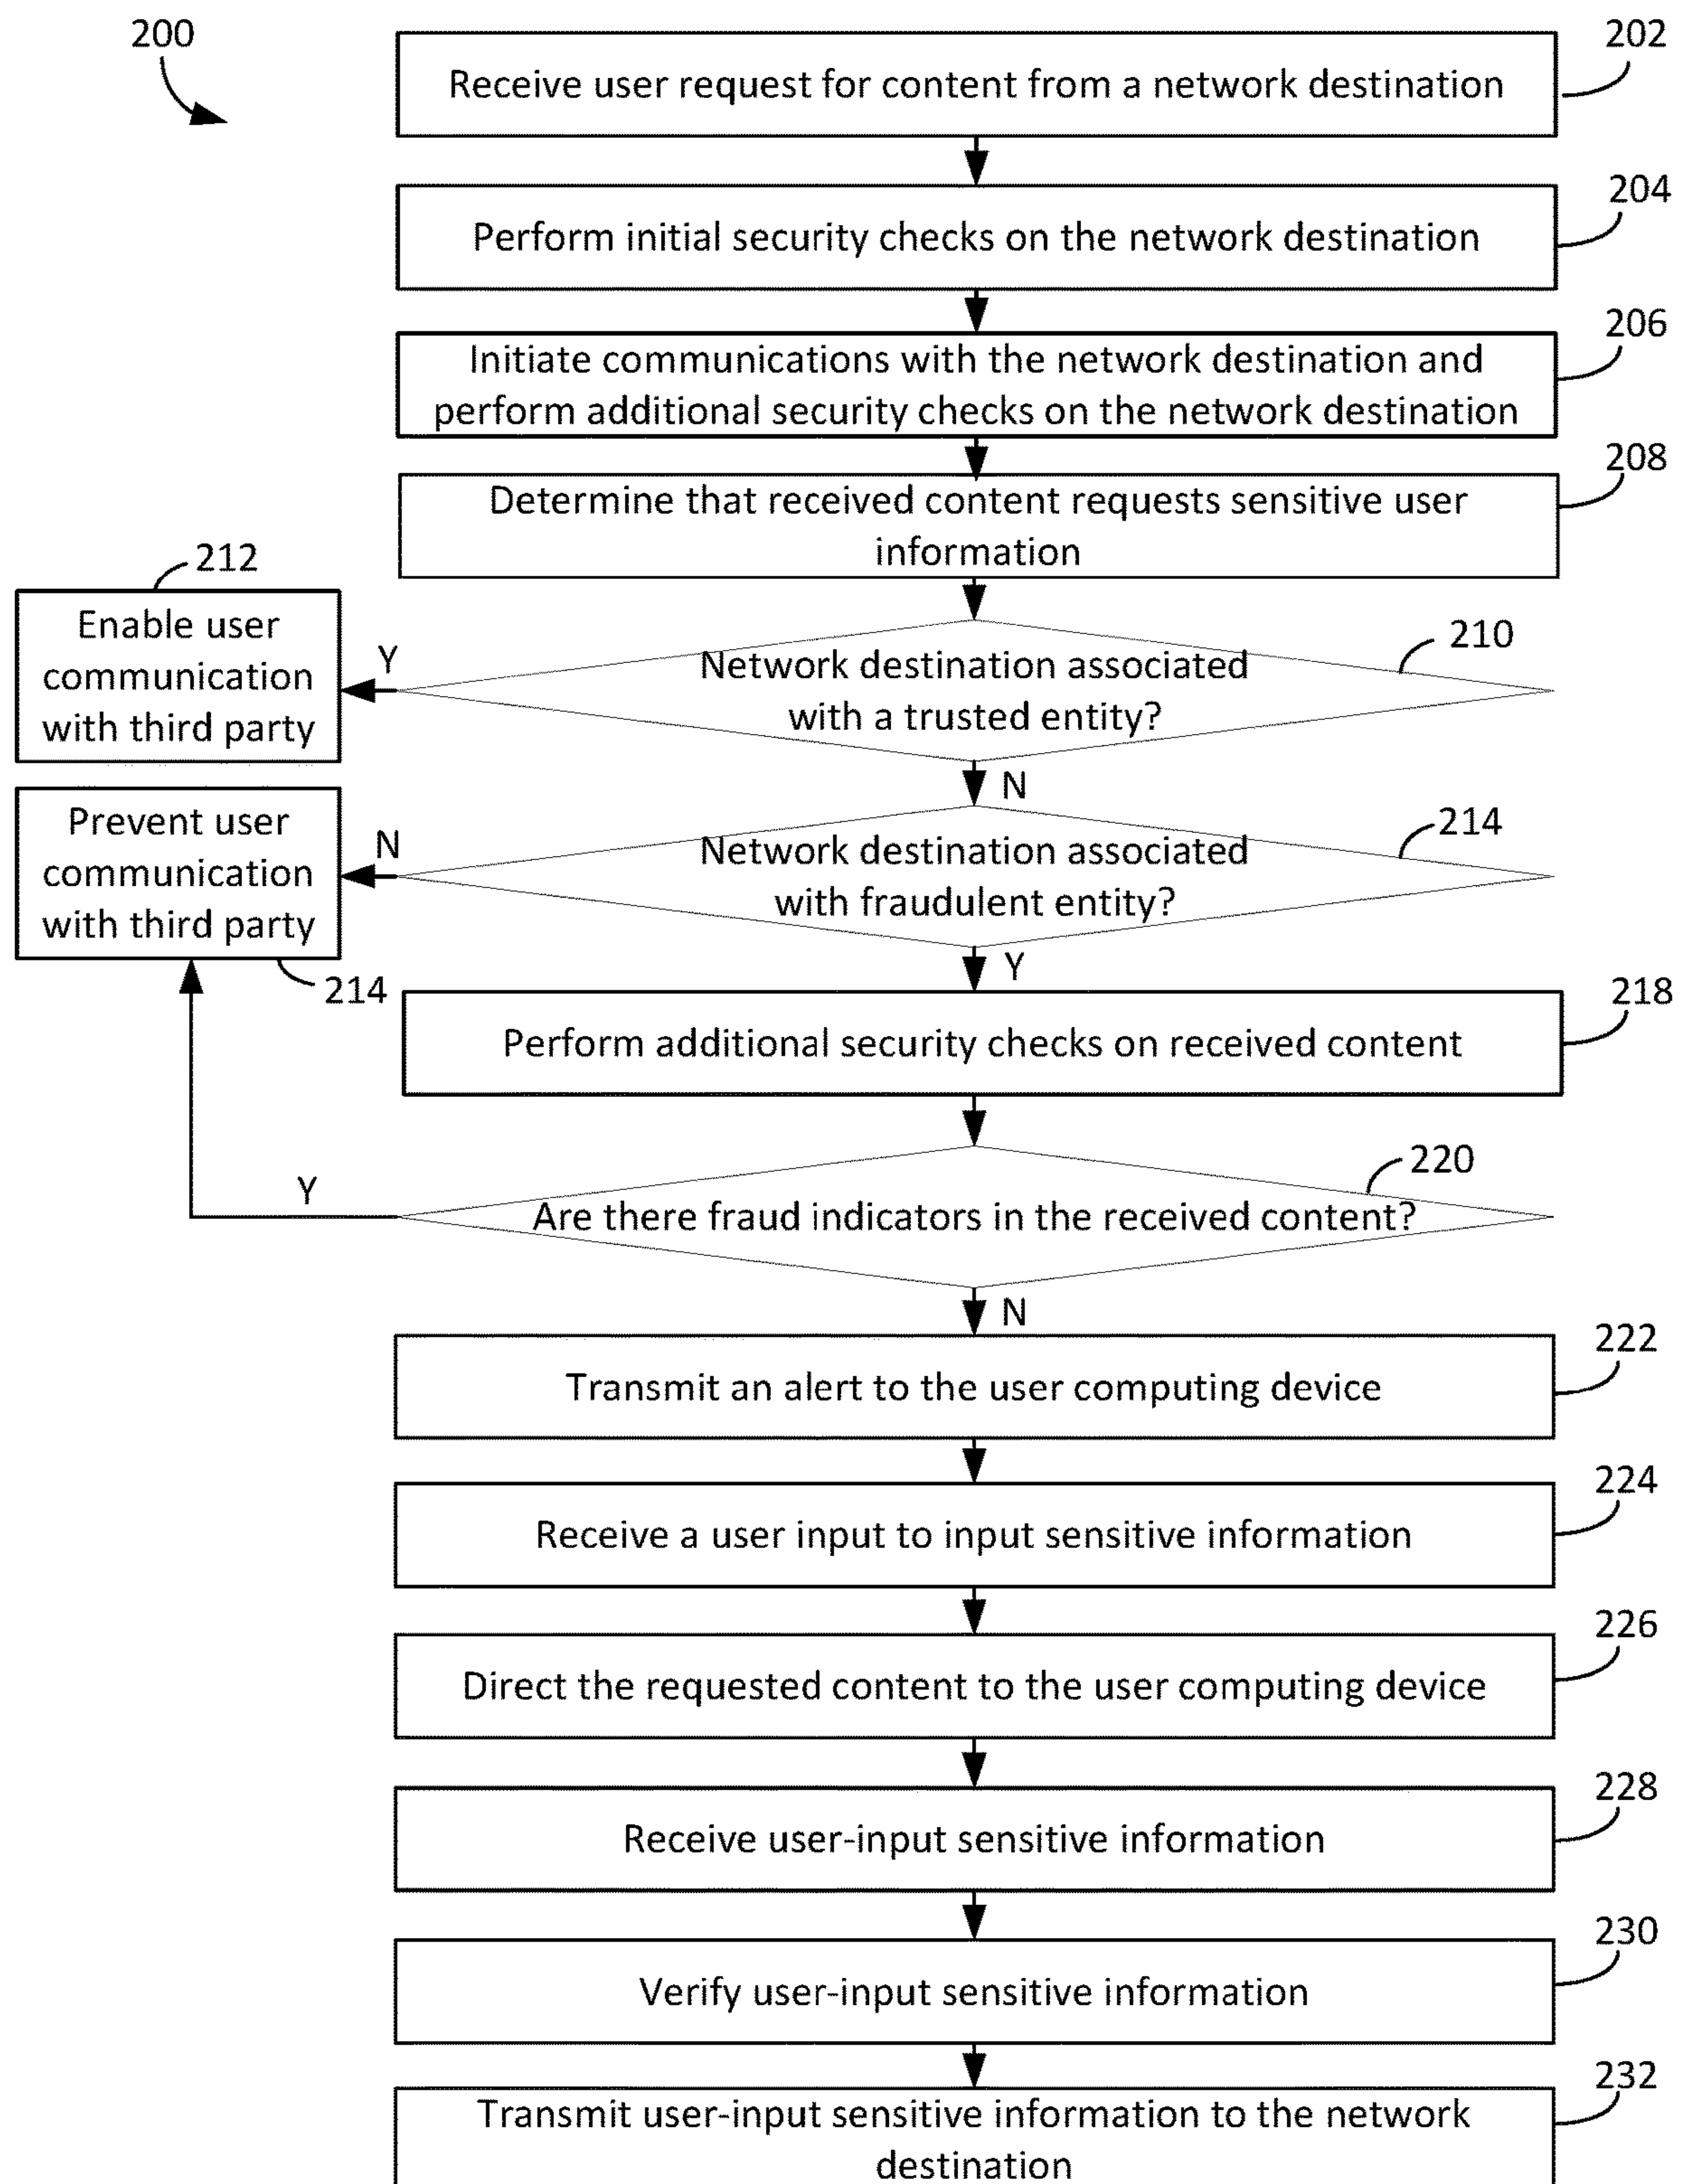 200
202
Receive user request for content from a network destination
204
Perform initial security checks on the network destination
206
Initiate communications with the network destination and
perform additional security checks on the network destination
208
Determine that received content requests sensitive user
information
212
Enable user
communication
with third party
Y
210
Network destination associated
with a trusted entity?
N
Prevent user
communication
with third party
214
N
214
Network destination associated
with fraudulent entity?
Y
218
Perform additional security checks on received content
220
Are there fraud indicators in the received content?
Y
N
222
Transmit an alert to the user computing device
224
Receive a user input to input sensitive information
226
Direct the requested content to the user computing device
228
Receive user-input sensitive information
230
Verify user-input sensitive information
232
Transmit user-input sensitive information to the network
destination